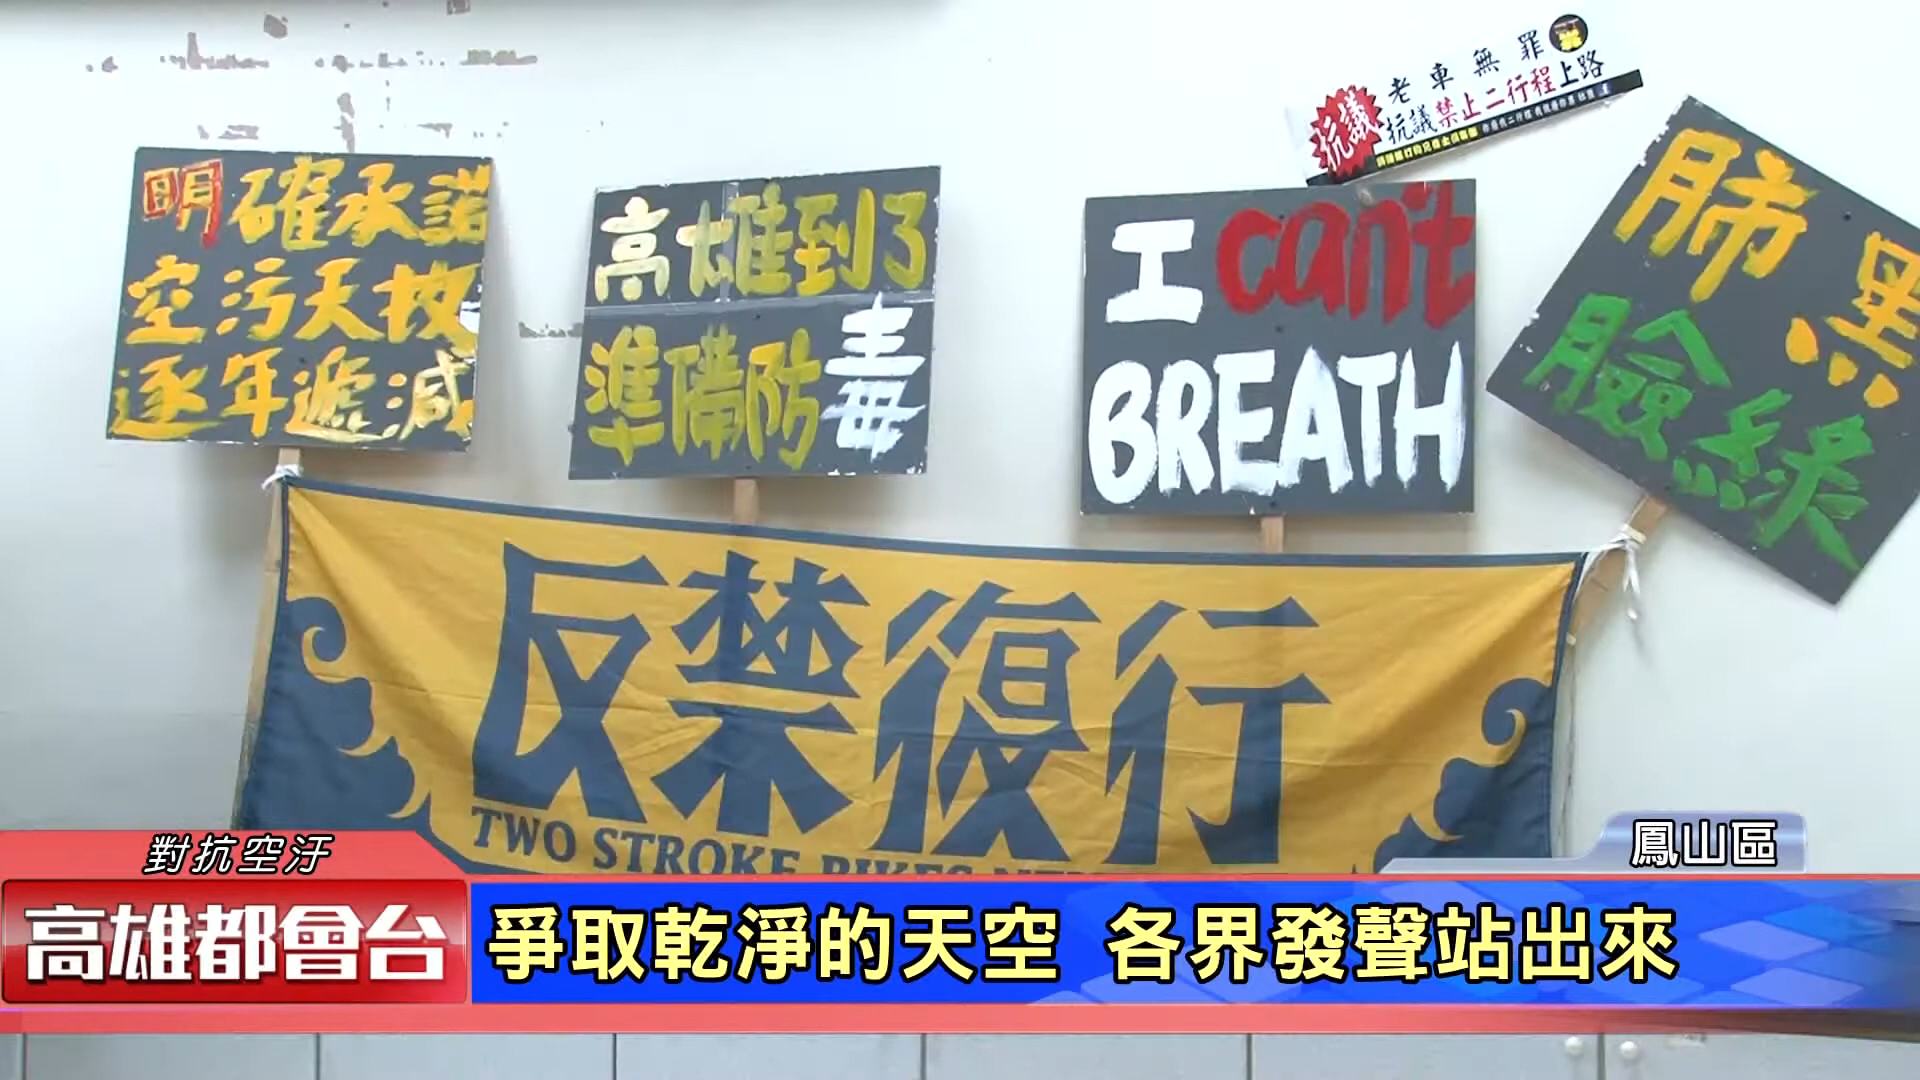 老車無罪
抗議
抗議禁止二行程上路
明確承諾
空污天數
逐年遞減
高雄到了
準備防毒
I can't
BREATH
肺黑
臉綠
反禁復行
TWO STROKE BIKES
對抗空汙
鳳山區
高雄都會台
爭取乾淨的天空 各界發聲站出來